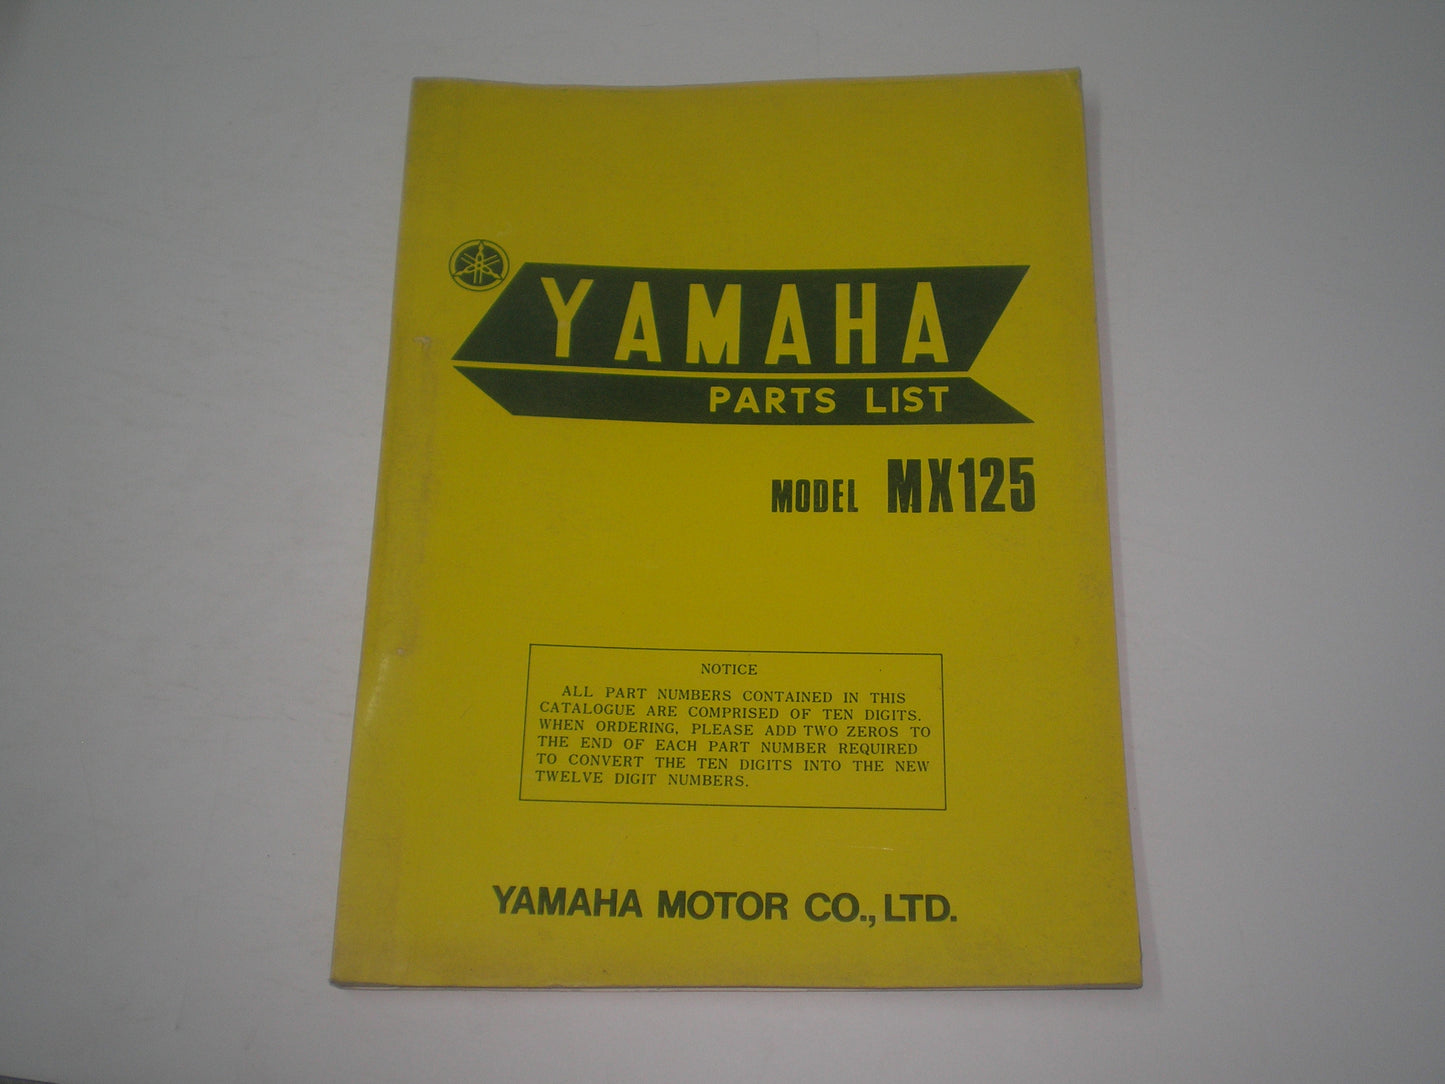 YAMAHA
PARTS LIST
MODEL MX125
NOTICE
ALL PART NUMBERS CONTAINED IN THIS
CATALOGUE ARE COMPRISED OF TEN DIGITS.
WHEN ORDERING, PLEASE ADD TWO ZEROS TO
THE END OF EACH PART NUMBER REQUIRED
TO CONVERT THE TEN DIGITS INTO THE NEW
TWELVE DIGIT NUMBERS.
YAMAHA MOTOR CO., LTD.